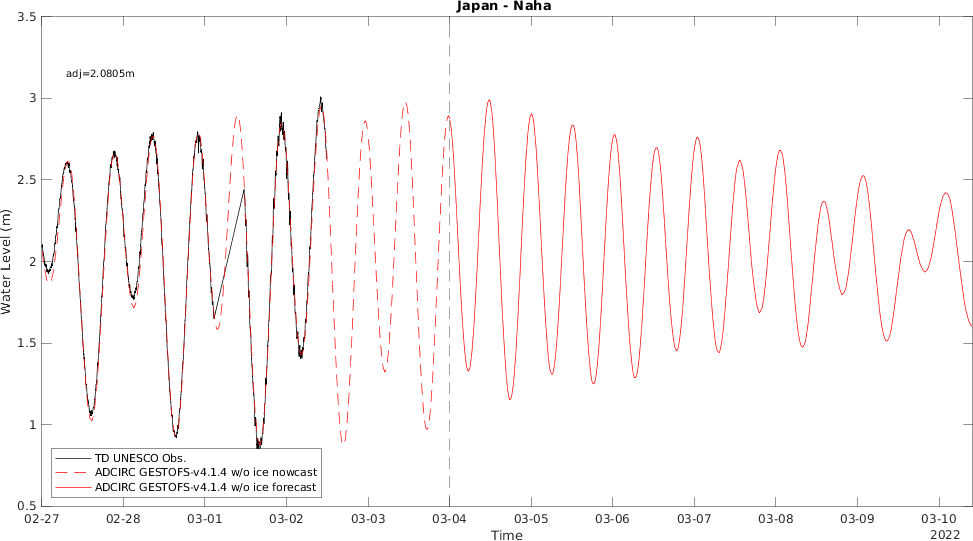 Japan - Naha
adj=2.0805m
Water Level (m)
3.5
3
2.5
2
1.5
1
0.5
TD UNESCO Obs.
ADCIRC GESTOFS-v4.1.4 w/o ice nowcast
ADCIRC GESTOFS-v4.1.4 w/o ice forecast
02-27 02-28 03-01 03-02 03-03 03-04 03-05 03-06 03-07 03-08 03-09 03-10
2022
Time